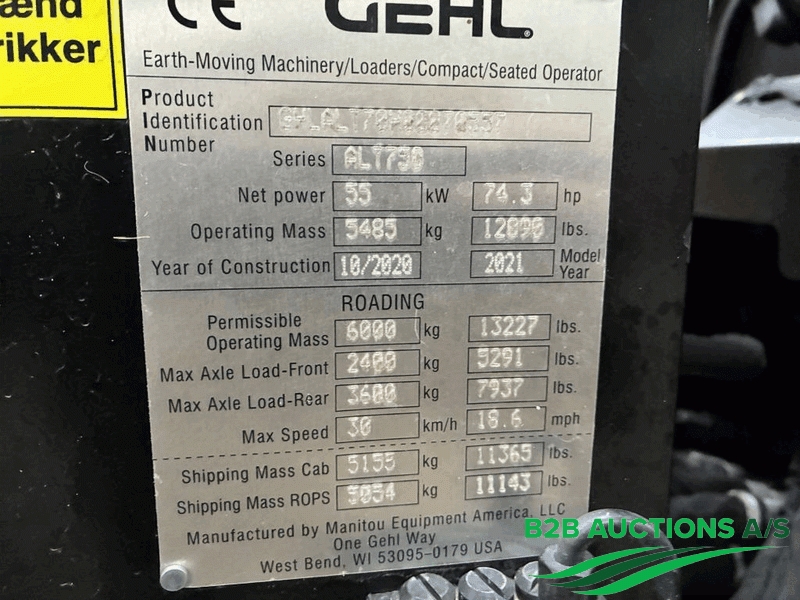 ænd
rikker
CE GEHL
Earth-Moving Machinery/Loaders/Compact/Seated Operator
Product
Identification
Number
Series ALT750
Net power 55 kW 74.3 hp
Operating Mass 5485 kg 12090 lbs.
Year of Construction 10/2020 2021 Model Year
ROADING
Permissible
Operating Mass 6000 kg 13227 lbs.
Max Axle Load-Front 2400 kg 5291 lbs.
Max Axle Load-Rear 3600 kg 7937 lbs.
Max Speed 30 km/h 18.6 mph
Shipping Mass Cab 5155 kg 11365 lbs.
Shipping Mass ROPS 5054 kg 11143 lbs.
Manufactured by Manitou Equipment America, LLC
One Gehl Way
West Bend, WI 53095-0179 USA
B2B AUCTIONS A/S